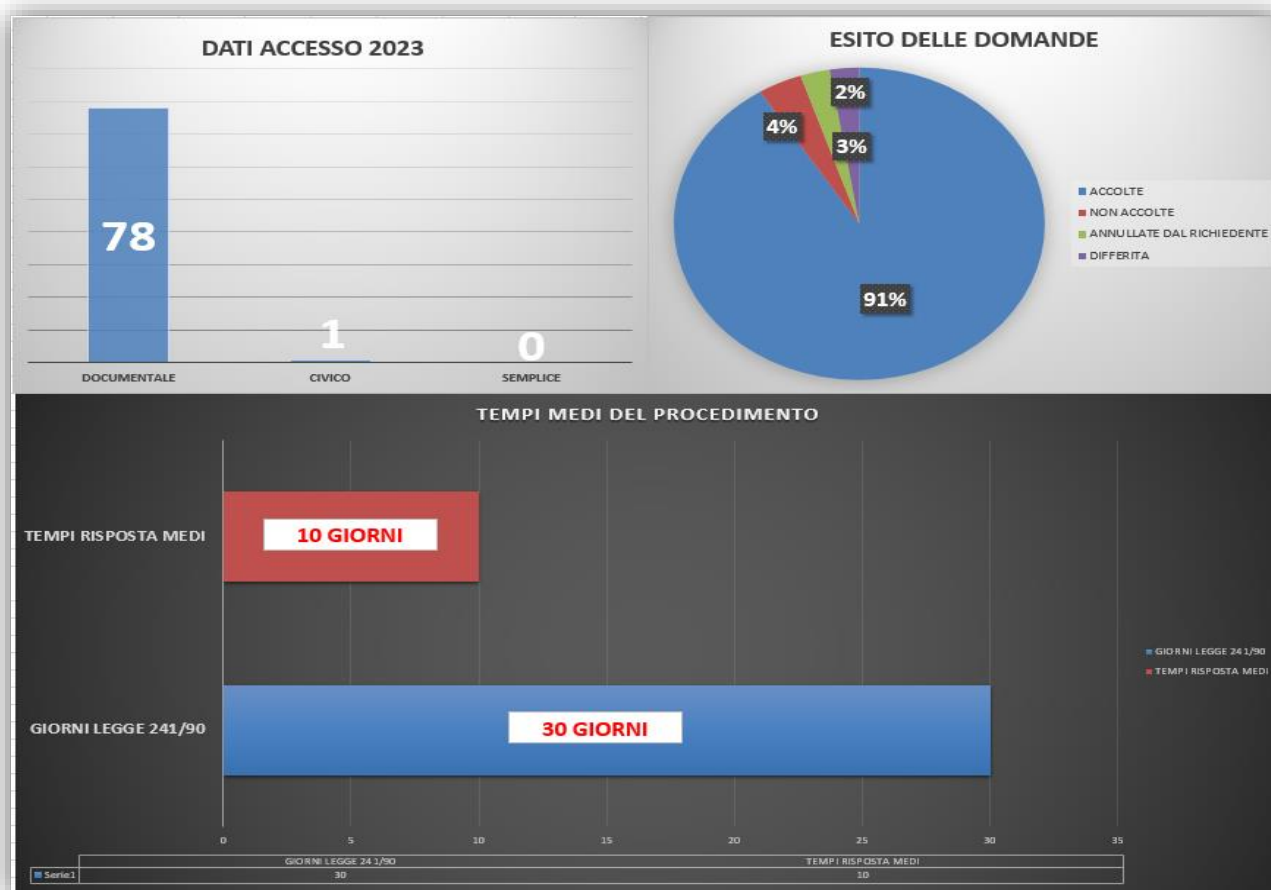 DATI ACCESSO 2023
78
1
0
DOCUMENTALE
CIVICO
SEMPLICE
ESITO DELLE DOMANDE
2%
4%
3%
91%
ACCOLTE
NON ACCOLTE
ANNULLATE DAL RICHIEDENTE
DIFFERITA
TEMPI MEDI DEL PROCEDIMENTO
TEMPI RISPOSTA MEDI
10 GIORNI
GIORNI LEGGE 241/90
30 GIORNI
GIORNI LEGGE 241/90
TEMPI RISPOSTA MEDI
0 5 10 15 20 25 30 35
GIORNI LEGGE 241/90 TEMPI RISPOSTA MEDI
Serie1 30 10